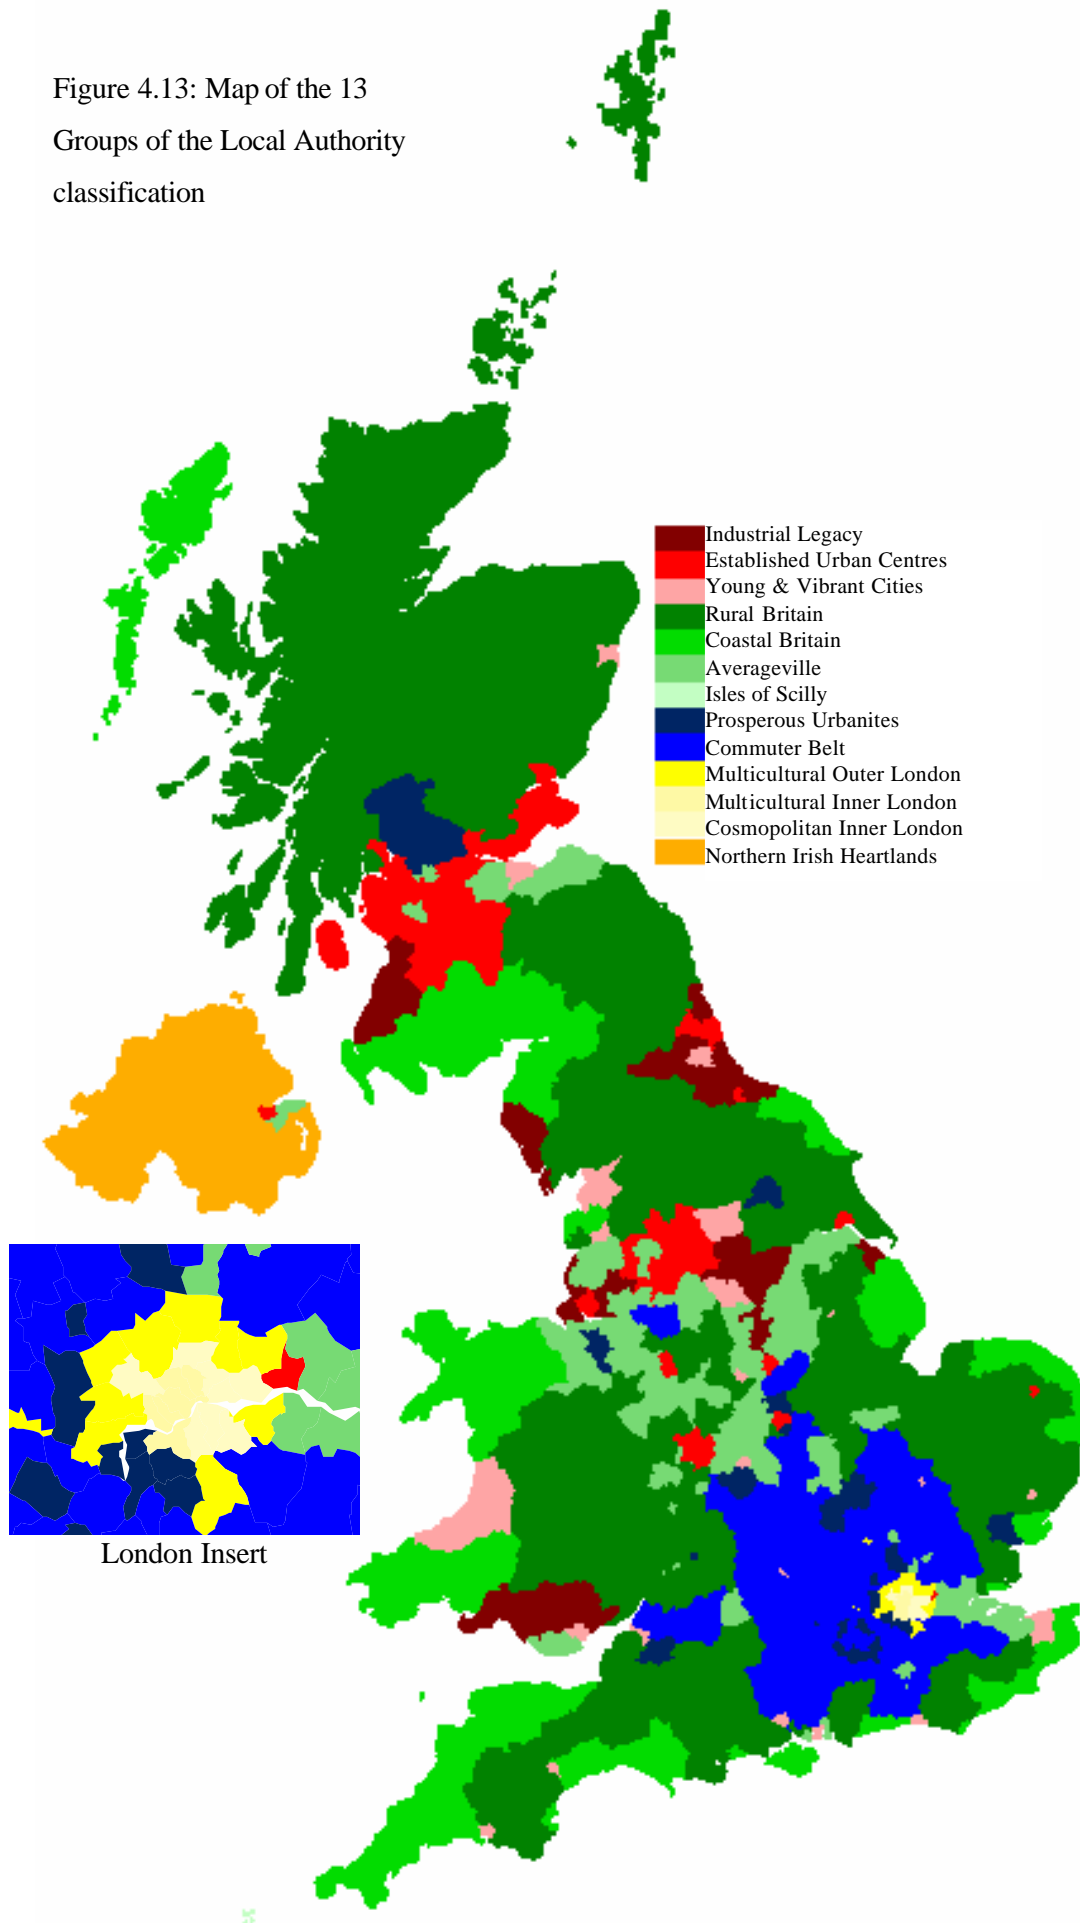 Figure 4.13: Map of the 13
Groups of the Local Authority
classification
Industrial Legacy
Established Urban Centres
Young & Vibrant Cities
Rural Britain
Coastal Britain
Averageville
Isles of Scilly
Prosperous Urbanites
Commuter Belt
Multicultural Outer London
Multicultural Inner London
Cosmopolitan Inner London
Northern Irish Heartlands
London Insert